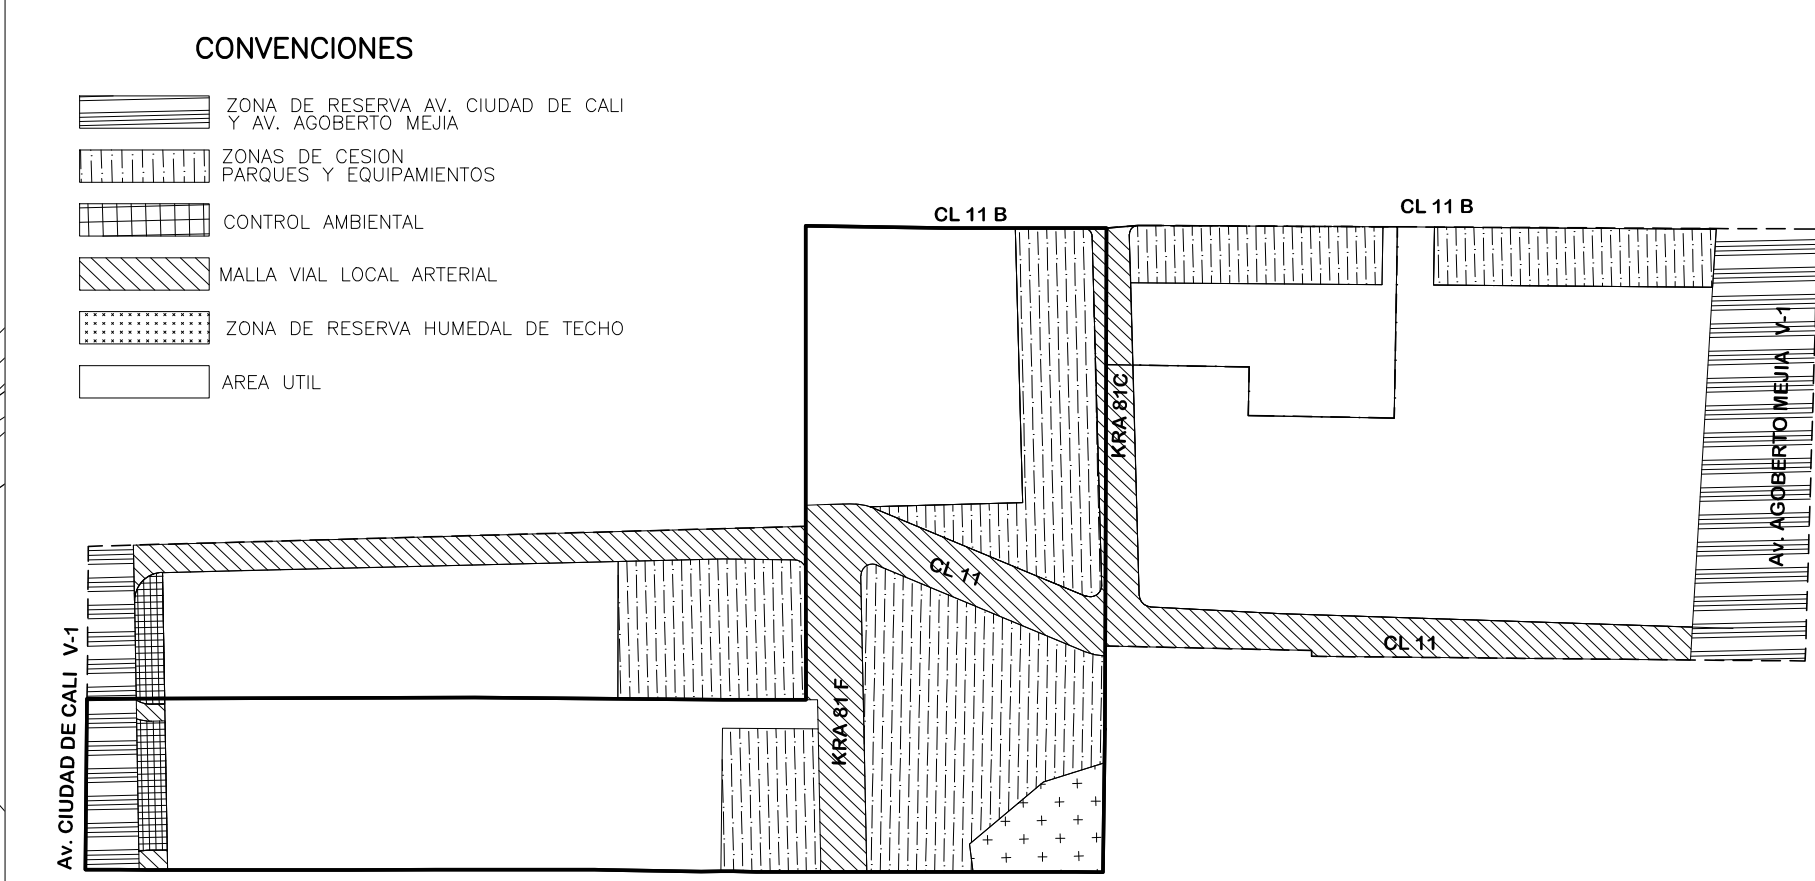 CONVENCIONES
ZONA DE RESERVA AV. CIUDAD DE CALI
Y AV. AGOBERTO MEJIA
ZONAS DE CESION
PARQUES Y EQUIPAMIENTOS
CONTROL AMBIENTAL
MALLA VIAL LOCAL ARTERIAL
ZONA DE RESERVA HUMEDAL DE TECHO
AREA UTIL
CL 11 B
CL 11 B
KRA 81C
Av. AGOBERTO MEJIA V-1
CL 11
CL 11
KRA 81 F
Av. CIUDAD DE CALI V-1